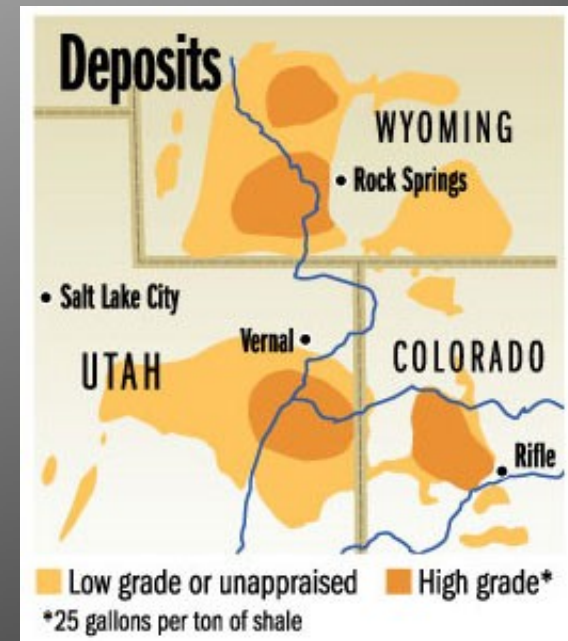 Deposits
WYOMING
• Rock Springs
• Salt Lake City
Vernal •
UTAH
COLORADO
• Rifle
Low grade or unappraised
High grade*
*25 gallons per ton of shale